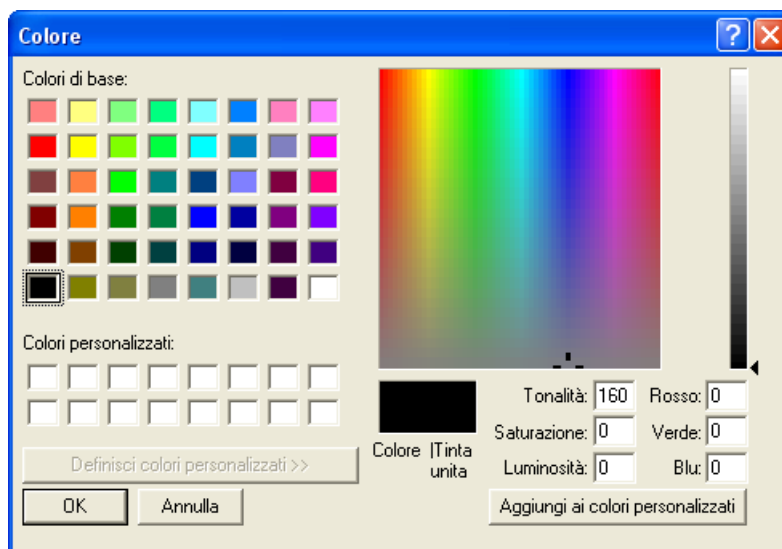 Colore
Colori di base:
Colori personalizzati:
Definisci colori personalizzati >>
OK
Annulla
Colore |Tinta
unita
Tonalità: 160
Saturazione: 0
Luminosità: 0
Rosso: 0
Verde: 0
Blu: 0
Aggiungi ai colori personalizzati